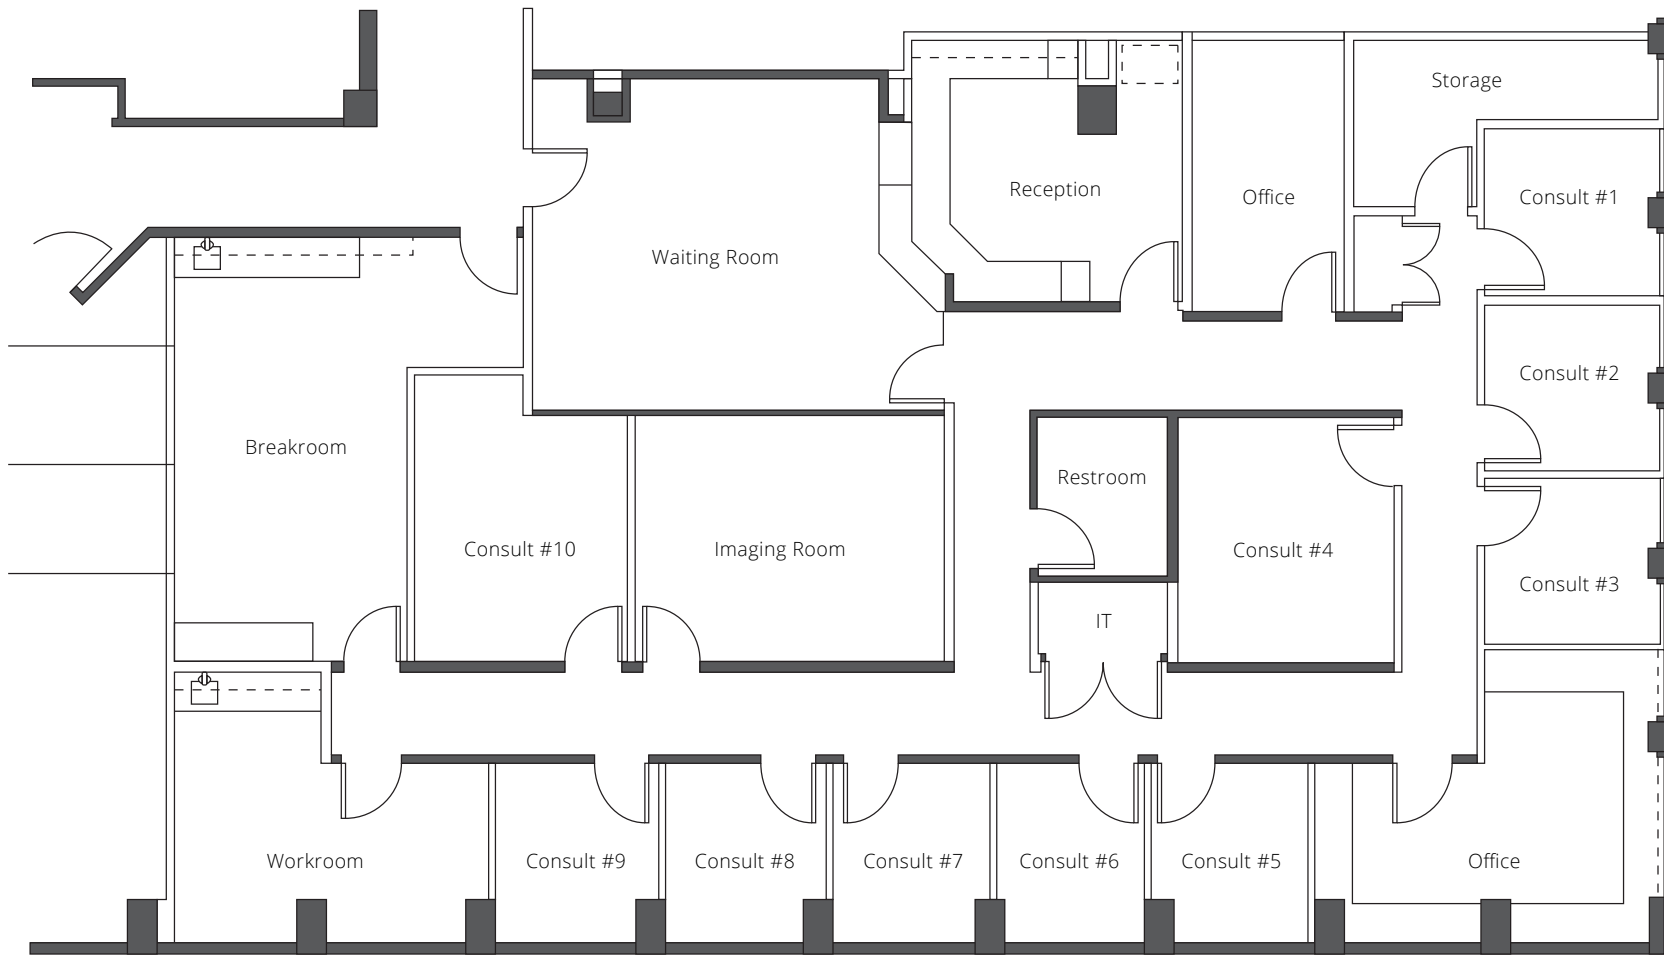 Storage
Reception
Office
Consult #1
Waiting Room
Consult #2
Breakroom
Restroom
Consult #10
Imaging Room
Consult #4
Consult #3
IT
Workroom
Consult #9
Consult #8
Consult #7
Consult #6
Consult #5
Office